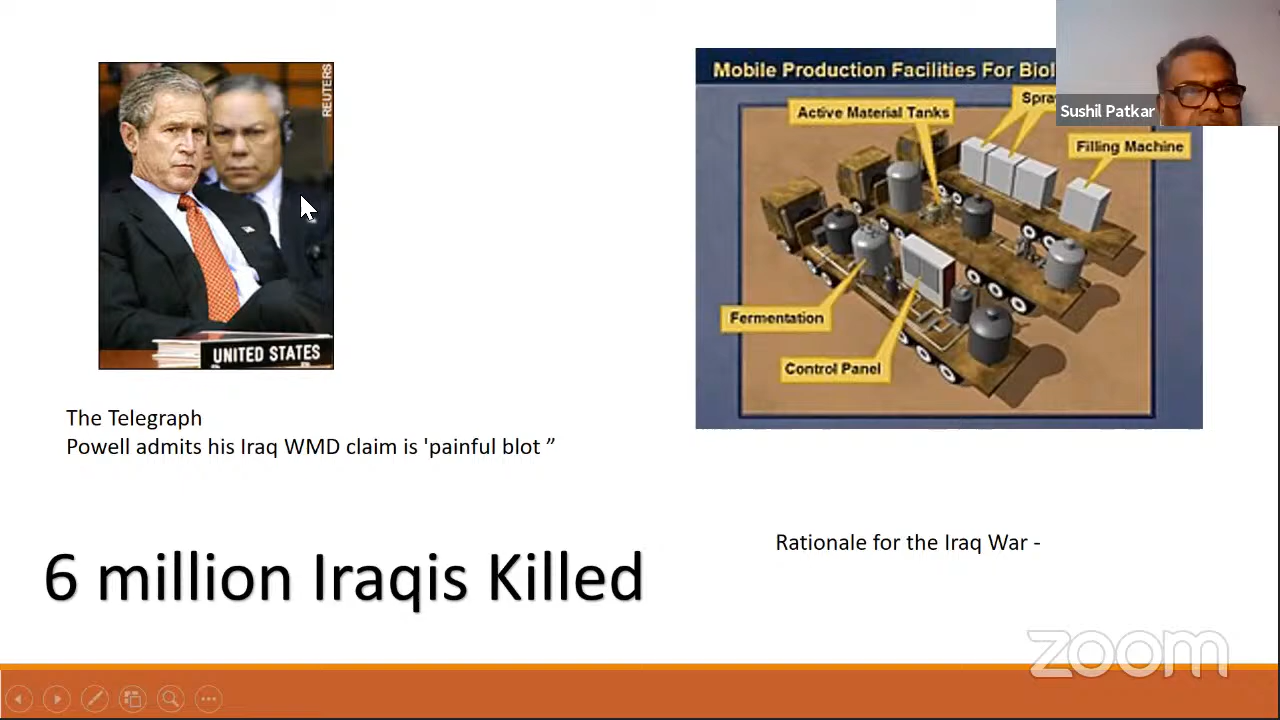 REUTERS
UNITED STATES
The Telegraph
Powell admits his Iraq WMD claim is 'painful blot ”
6 million Iraqis Killed
Mobile Production Facilities For
Active Material Tanks
Filling Machine
Fermentation
Control Panel
Rationale for the Iraq War -
Sushil Patkar
zoom